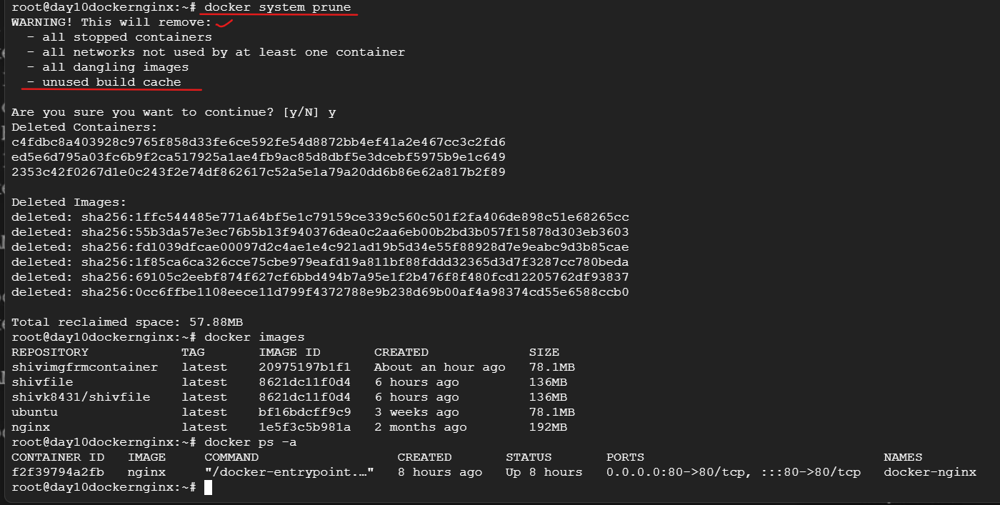 root@day10dockernginx:~# docker system prune
WARNING! This will remove:
  - all stopped containers
  - all networks not used by at least one container
  - all dangling images
  - unused build cache

Are you sure you want to continue? [y/N] y
Deleted Containers:
c4fdbc8a403928c9765f858d33fe6ce592fe54d8872bb4ef41a2e467cc3c2fd6
ed5e6d795a03fc6b9f2ca517925a1ae4fb9ac85d8dbf5e3dcebf5975b9e1c649
2353c42f0267d1e0c243f2e74df862617c52a5e1a79a20dd6b86e62a817b2f89

Deleted Images:
deleted: sha256:1ffc544485e771a64bf5e1c79159ce339c560c501f2fa406de898c51e68265cc
deleted: sha256:55b3da57e3ec76b5b13f940376dea0c2aa6eb00b2bd3b057f15878d303eb3603
deleted: sha256:fd1039dfcae00097d2c4ae1e4c921ad19b5d34e55f88928d7e9eabc9d3b85cae
deleted: sha256:1f85ca6ca326cce75cbe979eafd19a811bf88fddd32365d3d7f3287cc780beda
deleted: sha256:69105c2eebf874f627cf6bbd494b7a95e1f2b476f8f480fcd12205762df93837
deleted: sha256:0cc6ffbe1108eece11d799f4372788e9b238d69b00af4a98374cd55e6588ccb0

Total reclaimed space: 57.88MB
root@day10dockernginx:~# docker images
REPOSITORY            TAG       IMAGE ID       CREATED             SIZE
shivimgfrmcontainer   latest    20975197b1f1   About an hour ago   78.1MB
shivfile              latest    8621dc11f0d4   6 hours ago         136MB
shivk8431/shivfile    latest    8621dc11f0d4   6 hours ago         136MB
ubuntu                latest    bf16bdcff9c9   3 weeks ago         78.1MB
nginx                 latest    1e5f3c5b981a   2 months ago        192MB
root@day10dockernginx:~# docker ps -a
CONTAINER ID   IMAGE     COMMAND                  CREATED       STATUS       PORTS                               NAMES
f2f39794a2fb   nginx     "/docker-entrypoint.…"   8 hours ago   Up 8 hours   0.0.0.0:80->80/tcp, :::80->80/tcp   docker-nginx
root@day10dockernginx:~#